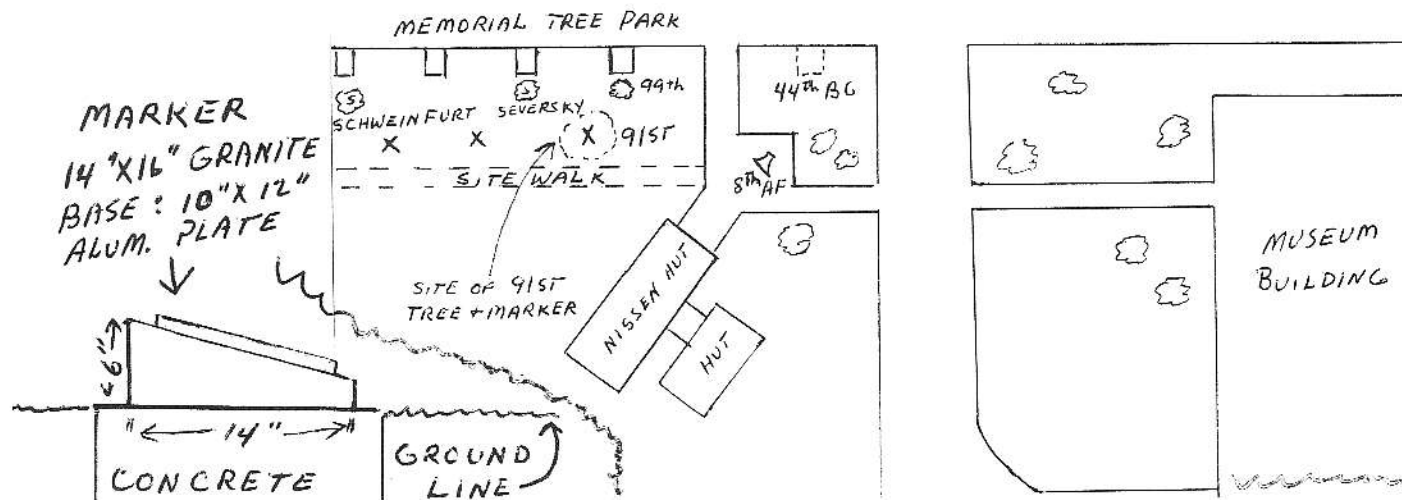 MEMORIAL TREE PARK
MARKER
14"X16" GRANITE
BASE: 10"X12"
ALUM. PLATE
S
99th
SCHWEINFURT
SEVERSKY
X
X
X
91ST
SITE WALK
44th BG
8th AF
SITE OF 91ST
TREE + MARKER
NISSEN HUT
HUT
MUSEUM
BUILDING
6"
" 14" "
CONCRETE
GROUND
LINE